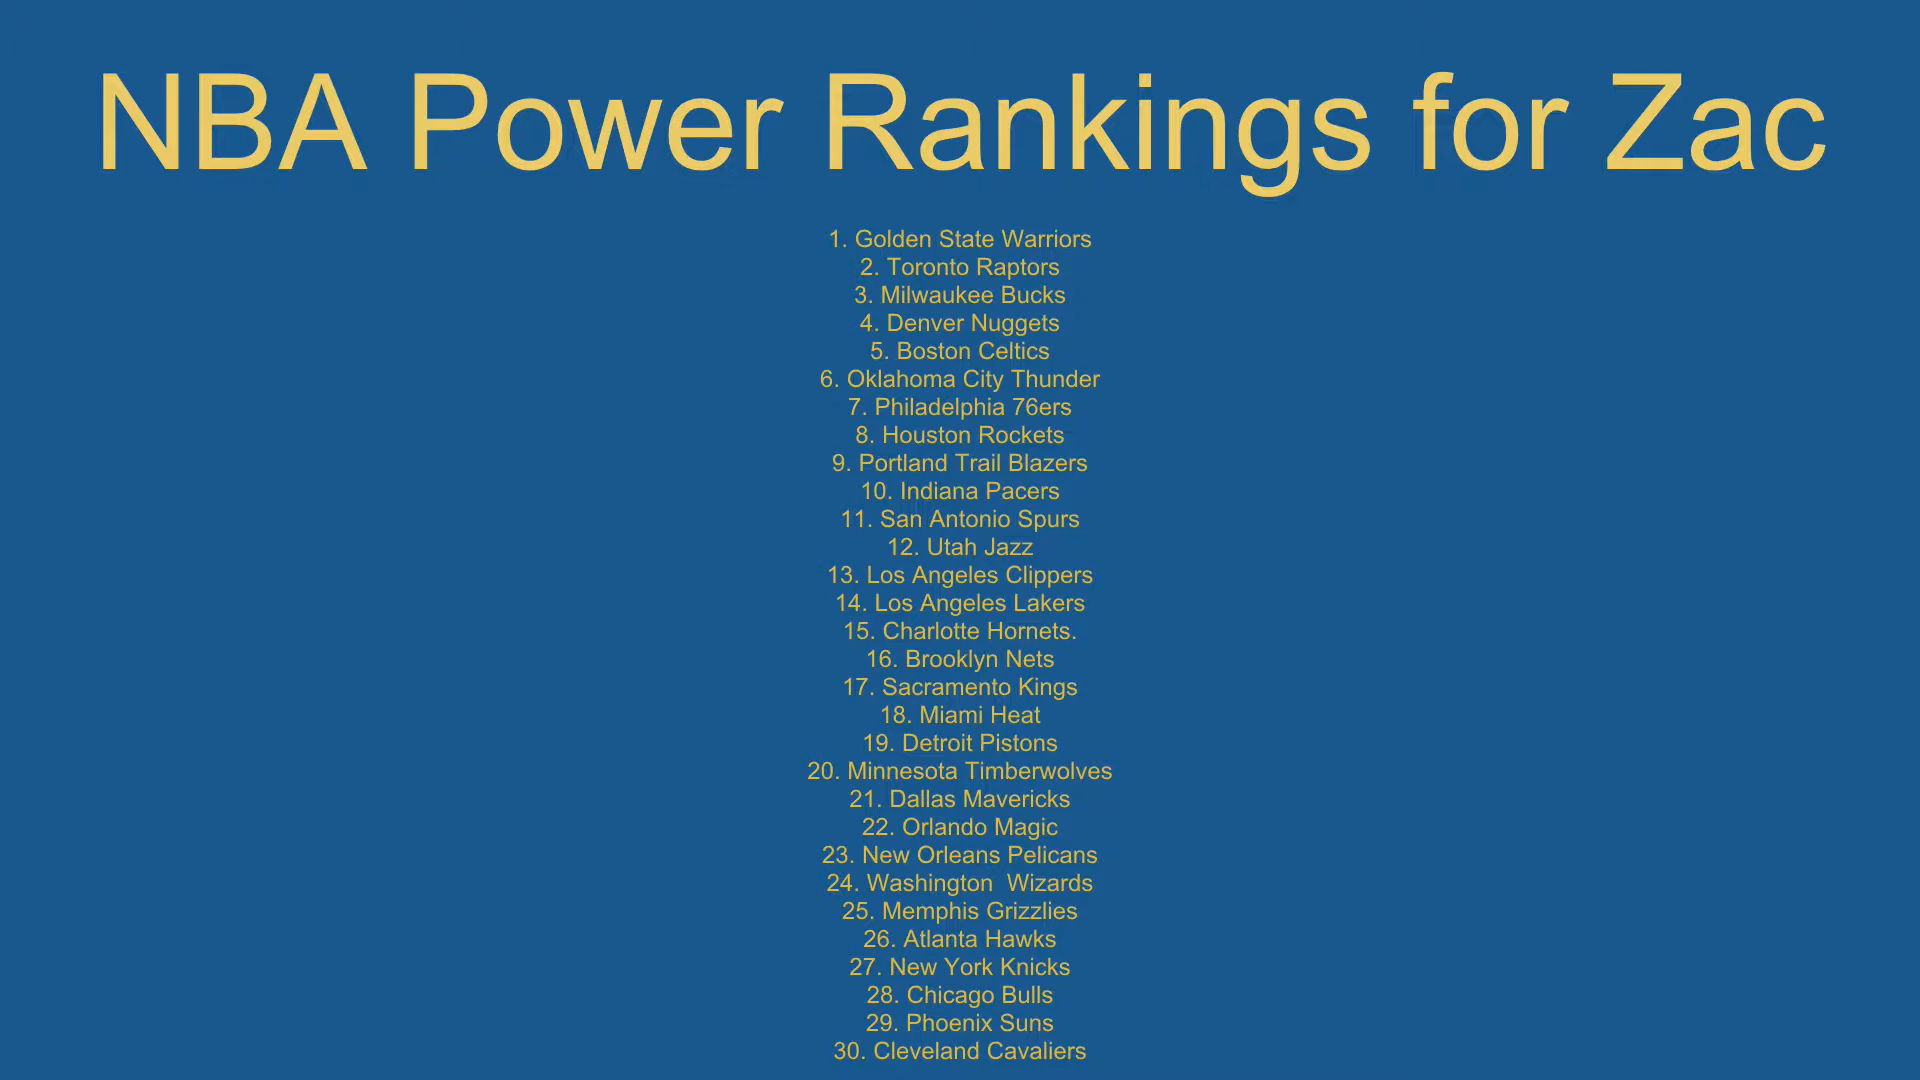 NBA Power Rankings for Zac
1. Golden State Warriors
2. Toronto Raptors
3. Milwaukee Bucks
4. Denver Nuggets
5. Boston Celtics
6. Oklahoma City Thunder
7. Philadelphia 76ers
8. Houston Rockets
9. Portland Trail Blazers
10. Indiana Pacers
11. San Antonio Spurs
12. Utah Jazz
13. Los Angeles Clippers
14. Los Angeles Lakers
15. Charlotte Hornets.
16. Brooklyn Nets
17. Sacramento Kings
18. Miami Heat
19. Detroit Pistons
20. Minnesota Timberwolves
21. Dallas Mavericks
22. Orlando Magic
23. New Orleans Pelicans
24. Washington  Wizards
25. Memphis Grizzlies
26. Atlanta Hawks
27. New York Knicks
28. Chicago Bulls
29. Phoenix Suns
30. Cleveland Cavaliers